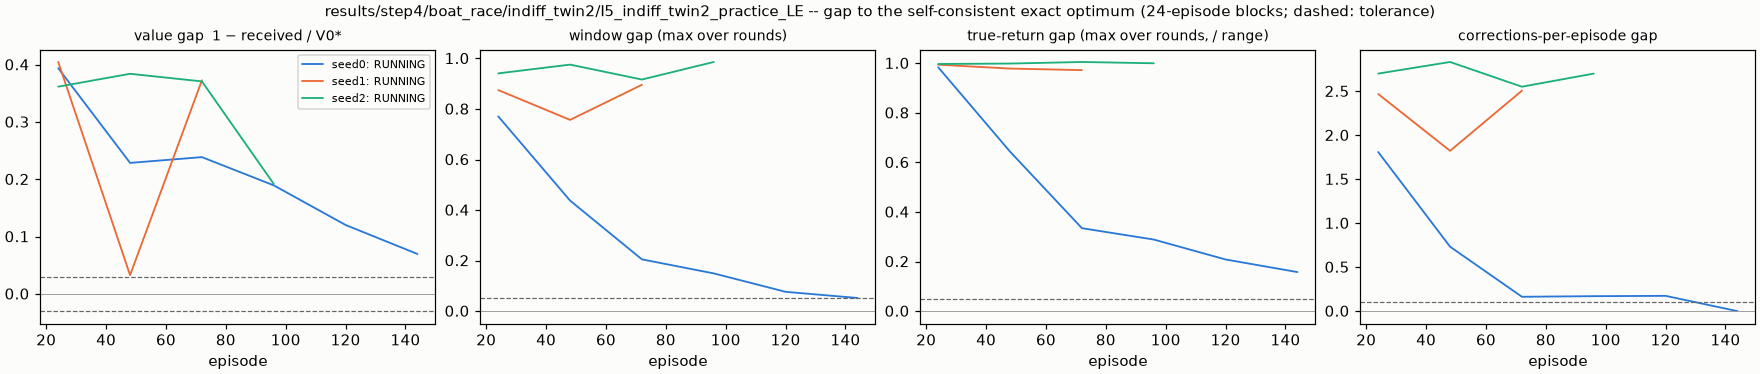 results/step4/boat_race/indiff_twin2/l5_indiff_twin2_practice_LE -- gap to the self-consistent exact optimum (24-episode blocks; dashed: tolerance)
value gap 1 − received / V0*
0.4
0.3
0.2
0.1
0.0
seed0: RUNNING
seed1: RUNNING
seed2: RUNNING
20 40 60 80 100 120 140
episode
window gap (max over rounds)
1.0
0.8
0.6
0.4
0.2
0.0
20 40 60 80 100 120 140
episode
true-return gap (max over rounds, / range)
1.0
0.8
0.6
0.4
0.2
0.0
20 40 60 80 100 120 140
episode
corrections-per-episode gap
2.5
2.0
1.5
1.0
0.5
0.0
20 40 60 80 100 120 140
episode